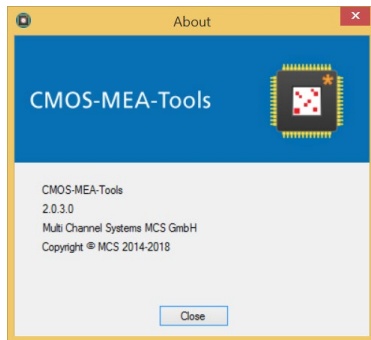 About
CMOS-MEA-Tools
CMOS-MEA-Tools
2.0.3.0
Multi Channel Systems MCS GmbH
Copyright © MCS 2014-2018
Close